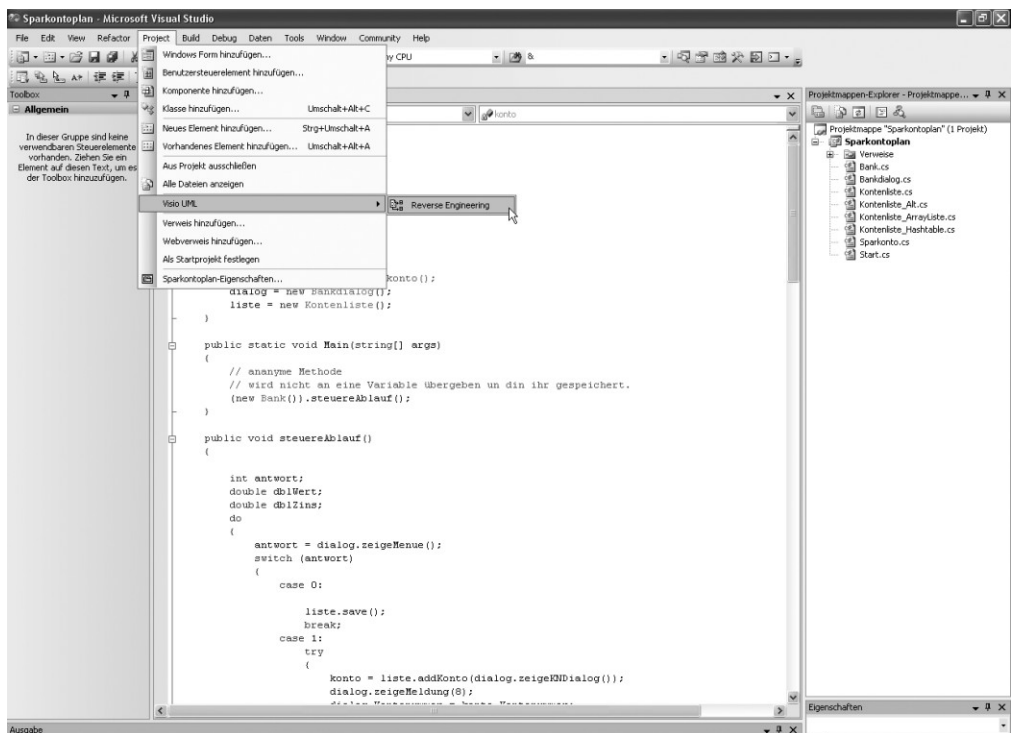 Sparkontoplan - Microsoft Visual Studio
File Edit View Refactor Project Build Debug Daten Tools Window Community Help
CPU &
Toolbox
Allgemein
In dieser Gruppe sind keine
verwendbaren Steuerelemente
vorhanden. Ziehen Sie ein
Element auf diesen Text, um es
der Toolbox hinzuzufügen.
Windows Form hinzufügen...
Benutzersteuerelement hinzufügen...
Komponente hinzufügen...
Klasse hinzufügen... Umschalt+Alt+C
Neues Element hinzufügen... Strg+Umschalt+A
Vorhandenes Element hinzufügen... Umschalt+Alt+A
Aus Projekt ausschließen
Alle Dateien anzeigen
Visio UML
Reverse Engineering
Verweis hinzufügen...
Webverweis hinzufügen...
Als Startprojekt festlegen
Sparkontoplan-Eigenschaften...
konto
konto();
dialog = new Bankdialog();
liste = new Kontenliste();
}
public static void Main(string[] args)
{
// ananyme Methode
// wird nicht an eine Variable übergeben un din ihr gespeichert.
(new Bank()).steuereAblauf();
}
public void steuereAblauf()
{
int antwort;
double dblWert;
double dblZins;
do
{
antwort = dialog.zeigeMenue();
switch (antwort)
{
case 0:
liste.save();
break;
case 1:
try
{
konto = liste.addKonto(dialog.zeigeKNDialog());
dialog.zeigeMeldung(8);
Projektmappen-Explorer - Projektmappe...
Projektmappe "Sparkontoplan" (1 Projekt)
Sparkontoplan
Verweise
Bank.cs
Bankdialog.cs
Kontenliste.cs
Kontenliste_Alt.cs
Kontenliste_ArrayListe.cs
Kontenliste_Hashtable.cs
Sparkonto.cs
Start.cs
Eigenschaften
Ausgabe